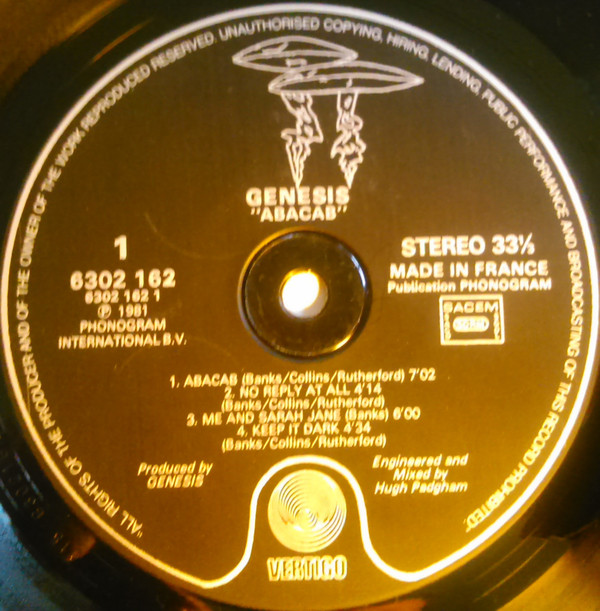 "ALL RIGHTS OF THE PRODUCER AND OF THE OWNER OF THE WORK REPRODUCED RESERVED. UNAUTHORISED COPYING, HIRING, LENDING, PUBLIC PERFORMANCE AND BROADCASTING OF THIS RECORD PROHIBITED."
GENESIS
"ABACAB"
1
6302 162
6302 162 1
℗ 1981
PHONOGRAM
INTERNATIONAL B.V.
STEREO 33⅓
MADE IN FRANCE
Publication PHONOGRAM
SACEM
1. ABACAB (Banks/Collins/Rutherford) 7'02
2. NO REPLY AT ALL 4'14
(Banks/Collins/Rutherford)
3. ME AND SARAH JANE (Banks) 6'00
4. KEEP IT DARK 4'34
(Banks/Collins/Rutherford)
Produced by
GENESIS
Engineered and
Mixed by
Hugh Padgham
VERTIGO